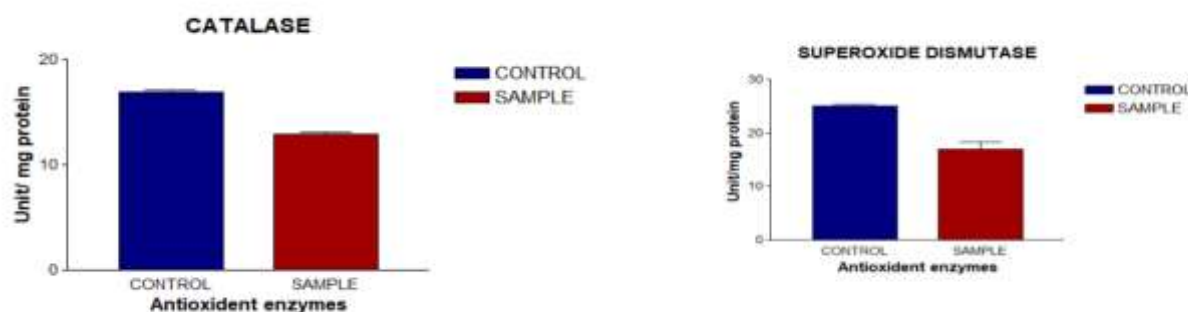 CATALASE
20
10
0
Unit/ mg protein
CONTROL
SAMPLE
CONTROL
SAMPLE
Antioxident enzymes
SUPEROXIDE DISMUTASE
30
20
10
0
Unit/mg protein
CONTROL
SAMPLE
CONTROL
SAMPLE
Antioxident enzymes